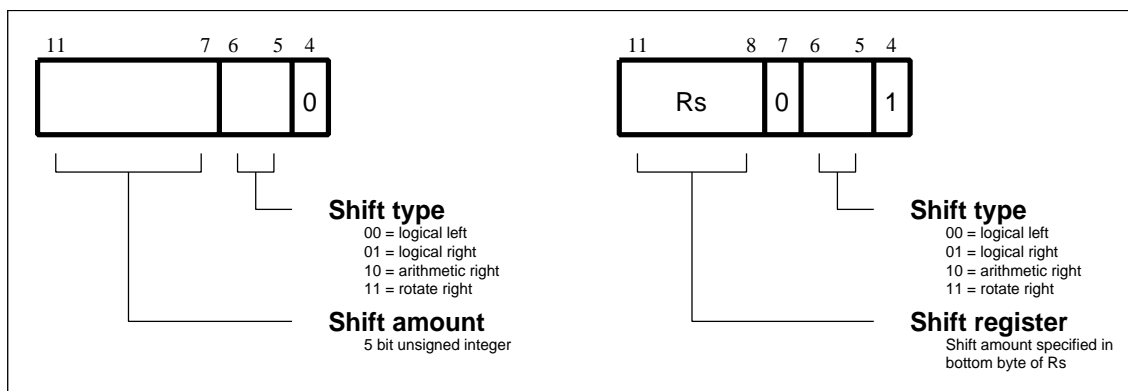 11 7 6 5 4
0
Shift type
00 = logical left
01 = logical right
10 = arithmetic right
11 = rotate right
Shift amount
5 bit unsigned integer
11 8 7 6 5 4
Rs 0 1
Shift type
00 = logical left
01 = logical right
10 = arithmetic right
11 = rotate right
Shift register
Shift amount specified in
bottom byte of Rs